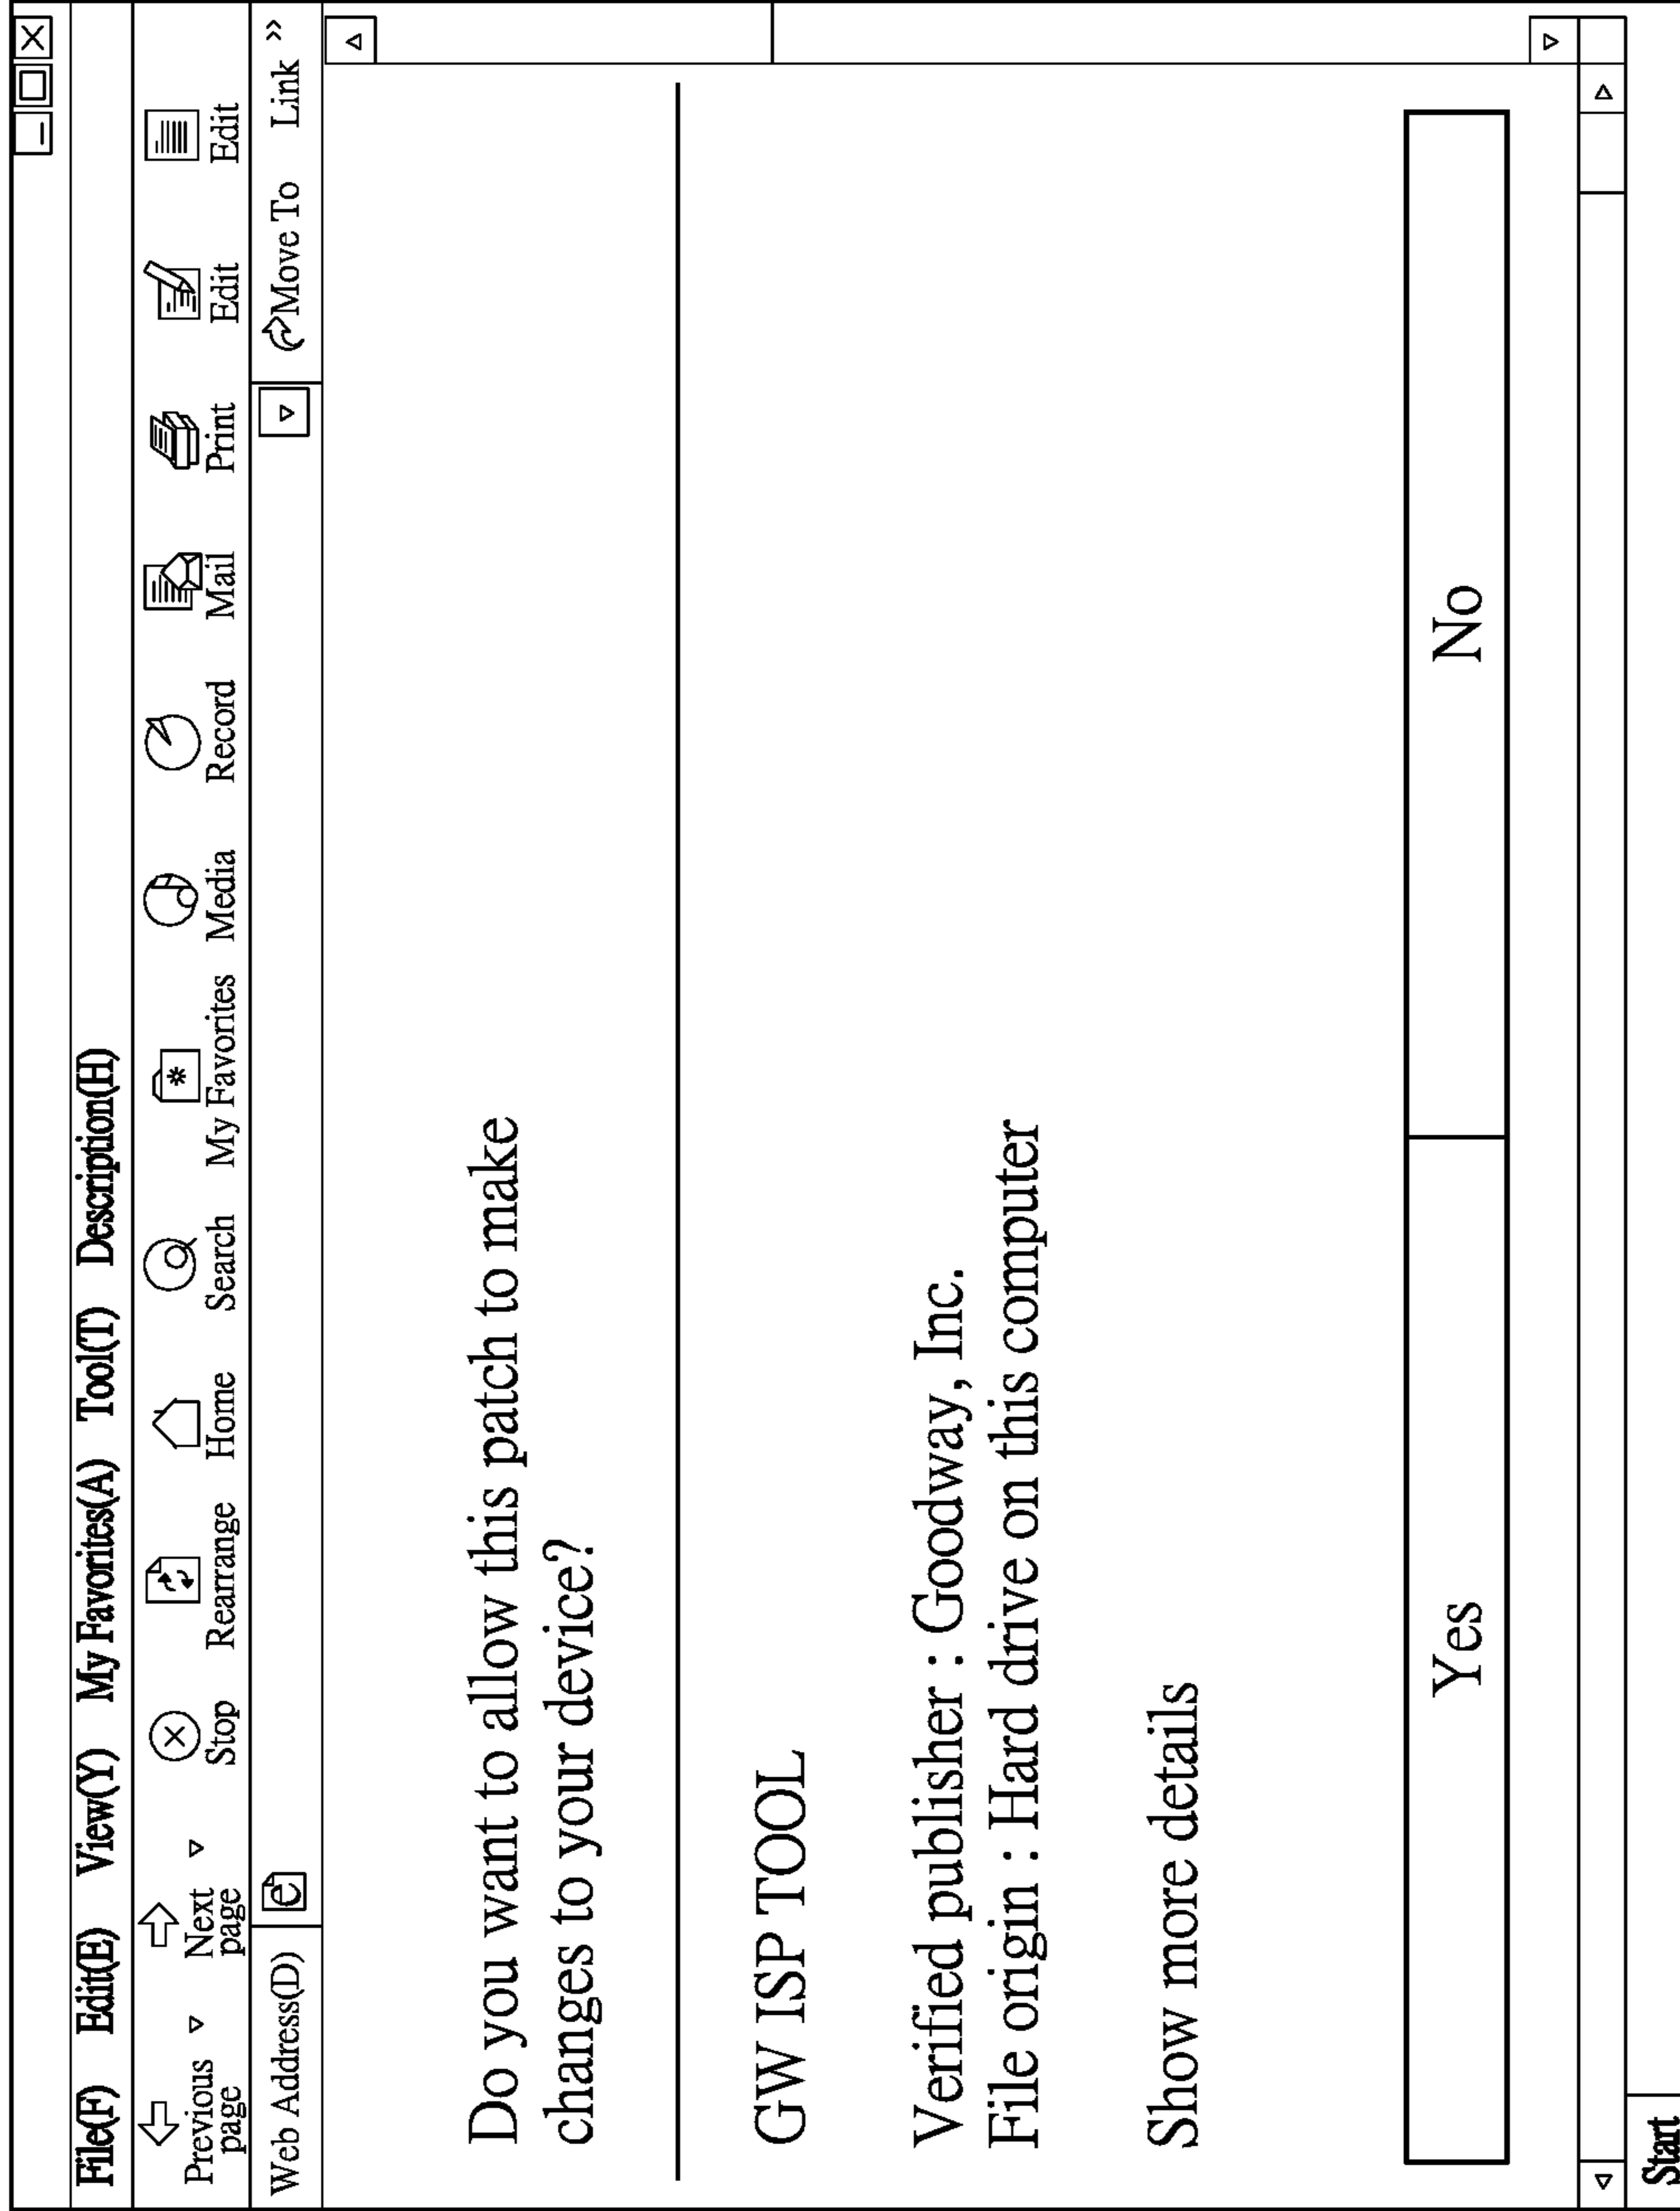 File(F) Edit(E) View(Y) My Favorites(A) Tool(T) Description(H)
Previous page Next page Stop Rearrange Home Search My Favorites Media Record Mail Print Edit Edit
Web Address(D) e Move To Link »
Do you want to allow this patch to make
changes to your device?
GW ISP TOOL
Verified publisher : Goodway, Inc.
File origin : Hard drive on this computer
Show more details
Yes No
Start